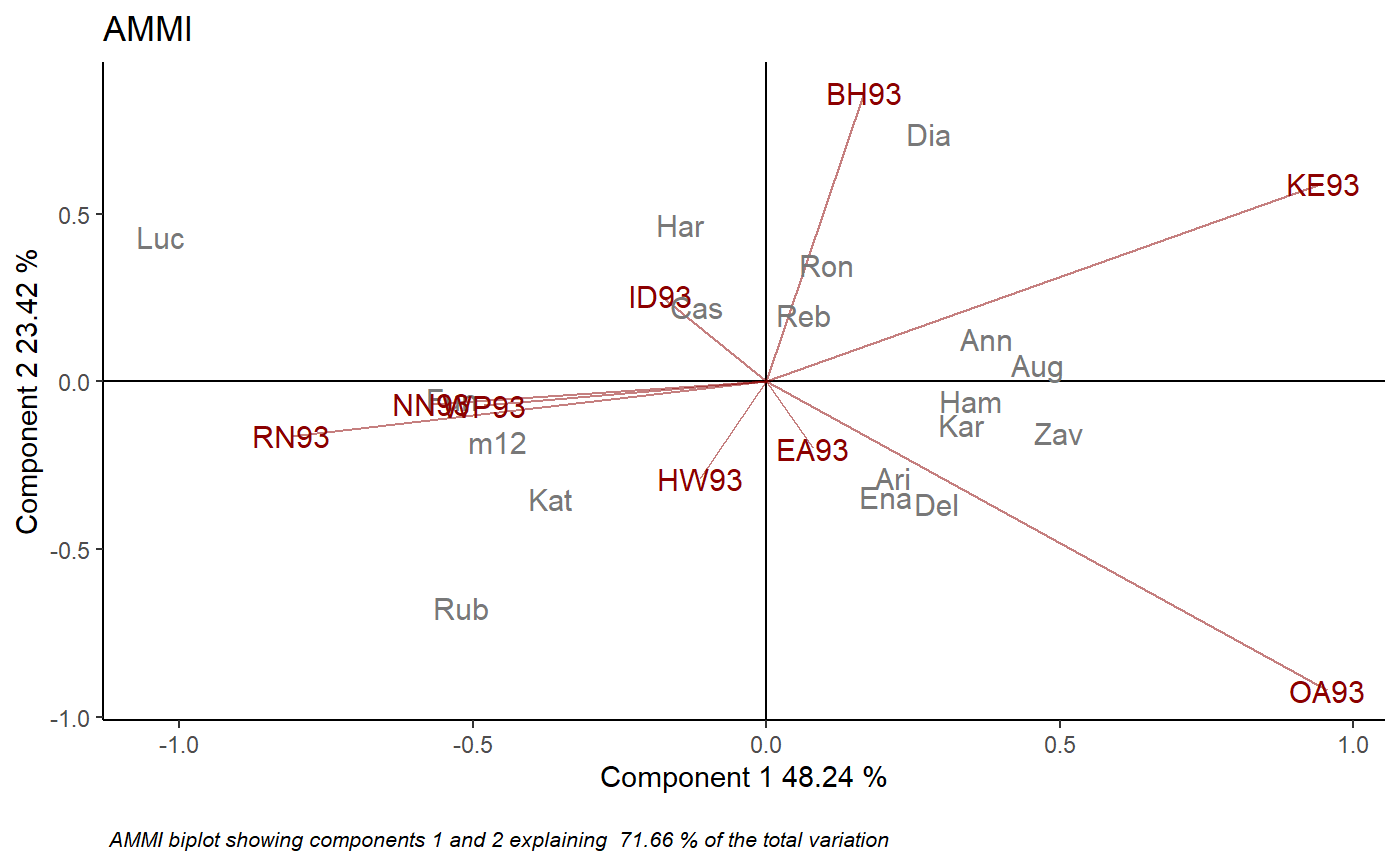 AMMI
BH93
Dia
KE93
0.5
Luc
Har
Ron
ID93
Cas
Reb
Ann
Aug
0.0
NN93
WP93
Ham
RN93
m12
Kar
Zav
EA93
HW93
Ari
Ena
Del
Kat
-0.5
Rub
OA93
-1.0
Component 2 23.42 %
-1.0 -0.5 0.0 0.5 1.0
Component 1 48.24 %
AMMI biplot showing components 1 and 2 explaining 71.66 % of the total variation